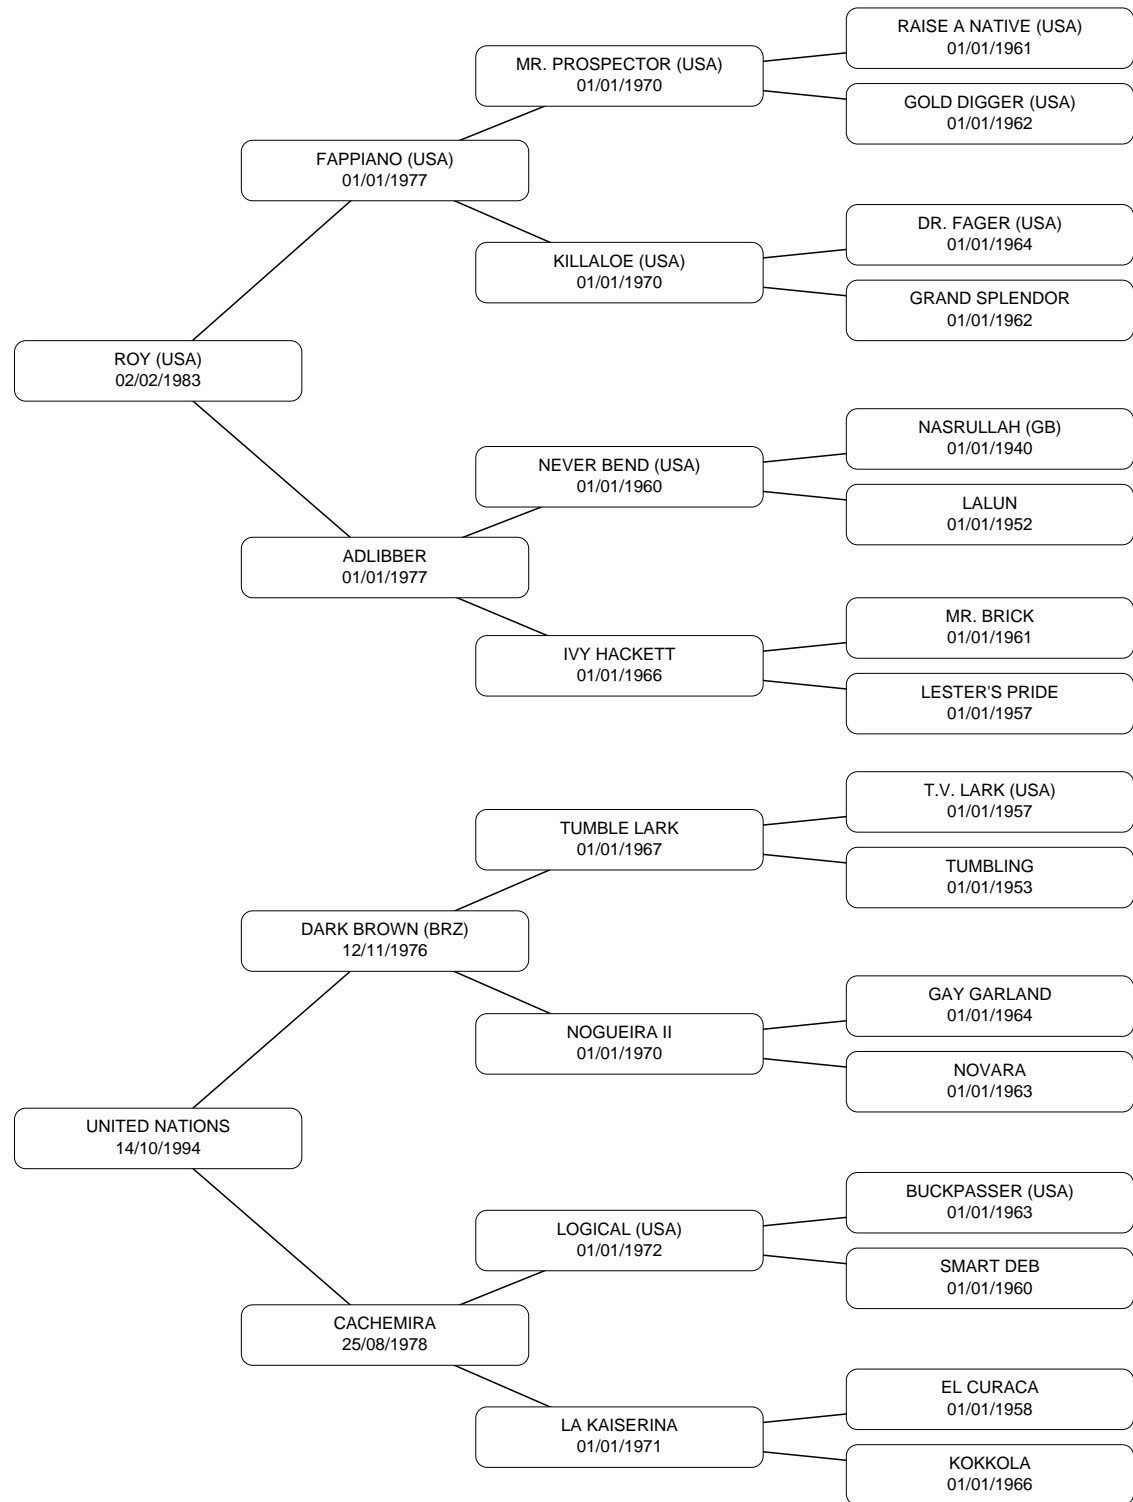 RAISE A NATIVE (USA)
01/01/1961
MR. PROSPECTOR (USA)
01/01/1970
GOLD DIGGER (USA)
01/01/1962
FAPPIANO (USA)
01/01/1977
DR. FAGER (USA)
01/01/1964
KILLALOE (USA)
01/01/1970
GRAND SPLENDOR
01/01/1962
ROY (USA)
02/02/1983
NASRULLAH (GB)
01/01/1940
NEVER BEND (USA)
01/01/1960
LALUN
01/01/1952
ADLIBBER
01/01/1977
MR. BRICK
01/01/1961
IVY HACKETT
01/01/1966
LESTER'S PRIDE
01/01/1957
T.V. LARK (USA)
01/01/1957
TUMBLE LARK
01/01/1967
TUMBLING
01/01/1953
DARK BROWN (BRZ)
12/11/1976
GAY GARLAND
01/01/1964
NOGUEIRA II
01/01/1970
NOVARA
01/01/1963
UNITED NATIONS
14/10/1994
BUCKPASSER (USA)
01/01/1963
LOGICAL (USA)
01/01/1972
SMART DEB
01/01/1960
CACHEMIRA
25/08/1978
EL CURACA
01/01/1958
LA KAISERINA
01/01/1971
KOKKOLA
01/01/1966